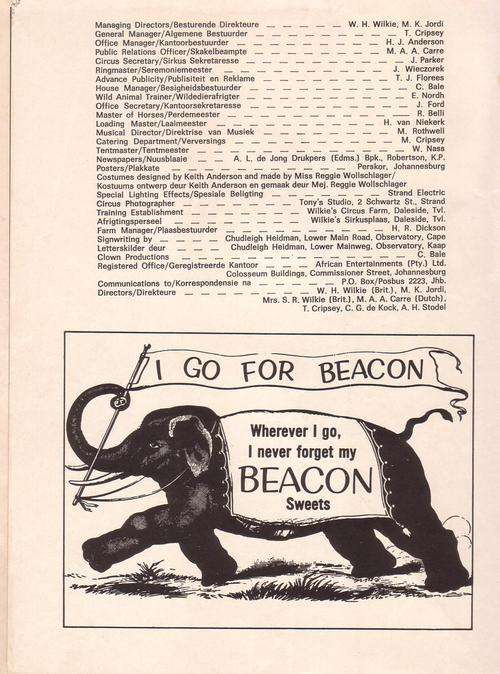 Managing Directors/Besturende Direkteure — — — — — — W. H. Wilkie, M. K. Jordi
General Manager/Algemene Bestuurder — — — — — — — — — T. Cripsey
Office Manager/Kantoorbestuurder — — — — — — — — — H. J. Anderson
Public Relations Officer/Skakelbeampte — — — — — — — — M. A. A. Carre
Circus Secretary/Sirkus Sekretaresse — — — — — — — — — J. Parker
Ringmaster/Seremoniemeester — — — — — — — — — J. Wieczorek
Advance Publicity/Publisiteit en Reklame — — — — — — — T. J. Florees
House Manager/Besigheidsbestuurder — — — — — — — — — C. Bale
Wild Animal Trainer/Wilddierafrigter — — — — — — — — — E. Nordh
Office Secretary/Kantoorsekretaresse — — — — — — — — — J. Ford
Master of Horses/Perdemeester — — — — — — — — — — R. Belli
Loading Master/Laaimeester — — — — — — — — — H. van Niekerk
Musical Director/Direktrise van Musiek — — — — — — — — M. Rothwell
Catering Department/Verversings — — — — — — — — — M. Cripsey
Tentmaster/Tentmeester — — — — — — — — — — — W. Nass
Newspapers/Nuusblaaie — — A. L. de Jong Drukpers (Edms.) Bpk., Robertson, K.P.
Posters/Plakkate — — — — — — — — — Perskor, Johannesburg
Costumes designed by Keith Anderson and made by Miss Reggie Wollschlager/
Kostuums ontwerp deur Keith Anderson en gemaak deur Mej. Reggie Wollschlager
Special Lighting Effects/Spesiale Beligting — — — — — — Strand Electric
Circus Photographer — — — — — — Tony's Studio, 2 Schwartz St., Strand
Training Establishment — — — — — — Wilkie's Circus Farm, Daleside, Tvl.
Afrigtingsperseel — — — — — — — Wilkie's Sirkusplaas, Daleside, Tvl.
Farm Manager/Plaasbestuurder — — — — — — — — — H. R. Dickson
Signwriting by — — — Chudleigh Heidman, Lower Main Road, Observatory, Cape
Letterskilder deur — — Chudleigh Heidman, Lower Mainweg, Observatory, Kaap
Clown Productions — — — — — — — — — — — — C. Bale
Registered Office/Geregistreerde Kantoor — — — African Entertainments (Pty.) Ltd.
Colosseum Buildings, Commissioner Street, Johannesburg
Communications to/Korrespondensie na — — — — P.O. Box/Posbus 2223, Jhb.
Directors/Direkteure — — — — — — — W. H. Wilkie (Brit.), M. K. Jordi,
Mrs. S. R. Wilkie (Brit.), M. A. A. Carre (Dutch),
T. Cripsey, C. G. de Kock, A. H. Stodel
I GO FOR BEACON
Wherever I go,
I never forget my
BEACON
Sweets